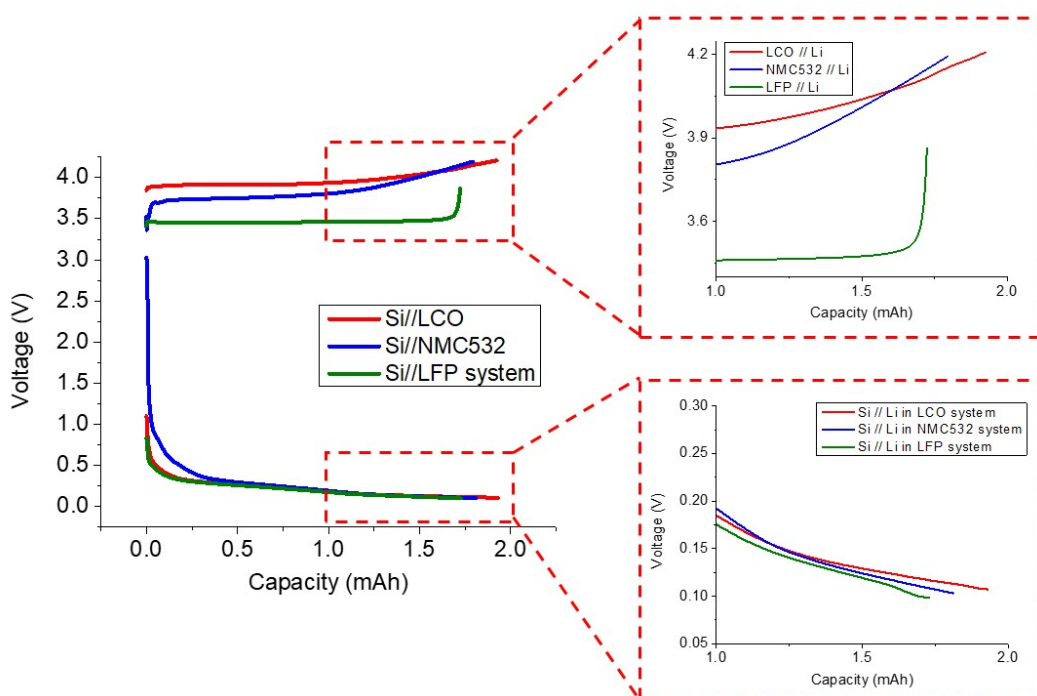 4.0
3.5
3.0
2.5
2.0
1.5
1.0
0.5
0.0
Voltage (V)
0.0 0.5 1.0 1.5 2.0
Capacity (mAh)
Si//LCO
Si//NMC532
Si//LFP system
4.2
3.9
3.6
Voltage (V)
1.0 1.5 2.0
Capacity (mAh)
LCO // Li
NMC532 // Li
LFP // Li
0.30
0.25
0.20
0.15
0.10
0.05
Voltage (V)
1.0 1.5 2.0
Capacity (mAh)
Si // Li in LCO system
Si // Li in NMC532 system
Si // Li in LFP system